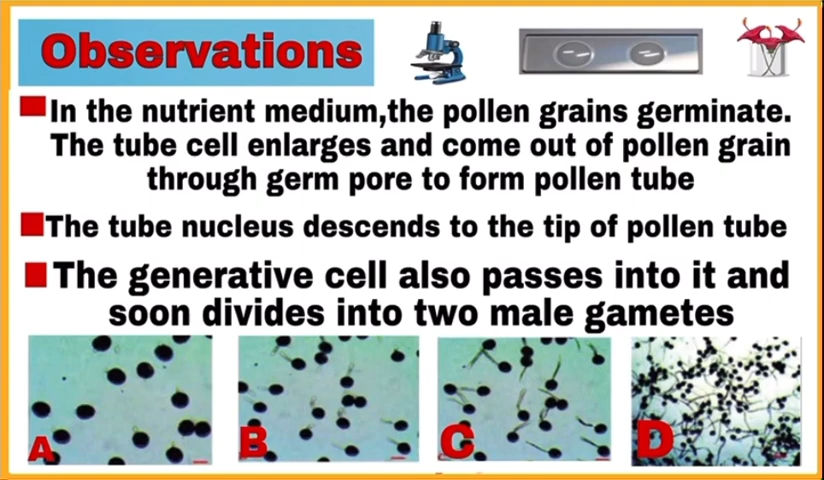 Observations
In the nutrient medium,the pollen grains germinate.
The tube cell enlarges and come out of pollen grain
through germ pore to form pollen tube
The tube nucleus descends to the tip of pollen tube
The generative cell also passes into it and
soon divides into two male gametes
A B C D